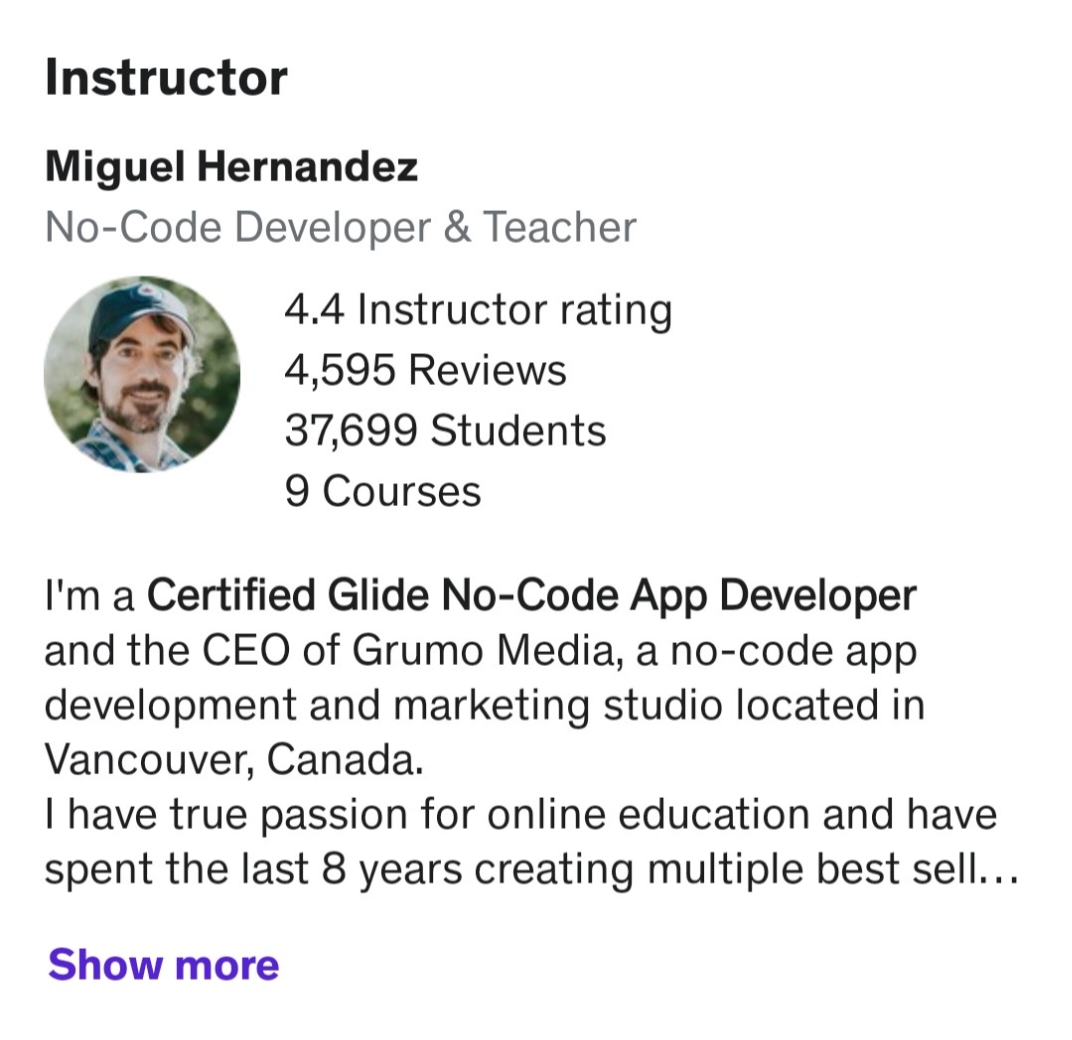 Instructor
Miguel Hernandez
No-Code Developer & Teacher
4.4 Instructor rating
4,595 Reviews
37,699 Students
9 Courses
I'm a Certified Glide No-Code App Developer
and the CEO of Grumo Media, a no-code app
development and marketing studio located in
Vancouver, Canada.
I have true passion for online education and have
spent the last 8 years creating multiple best sell...
Show more